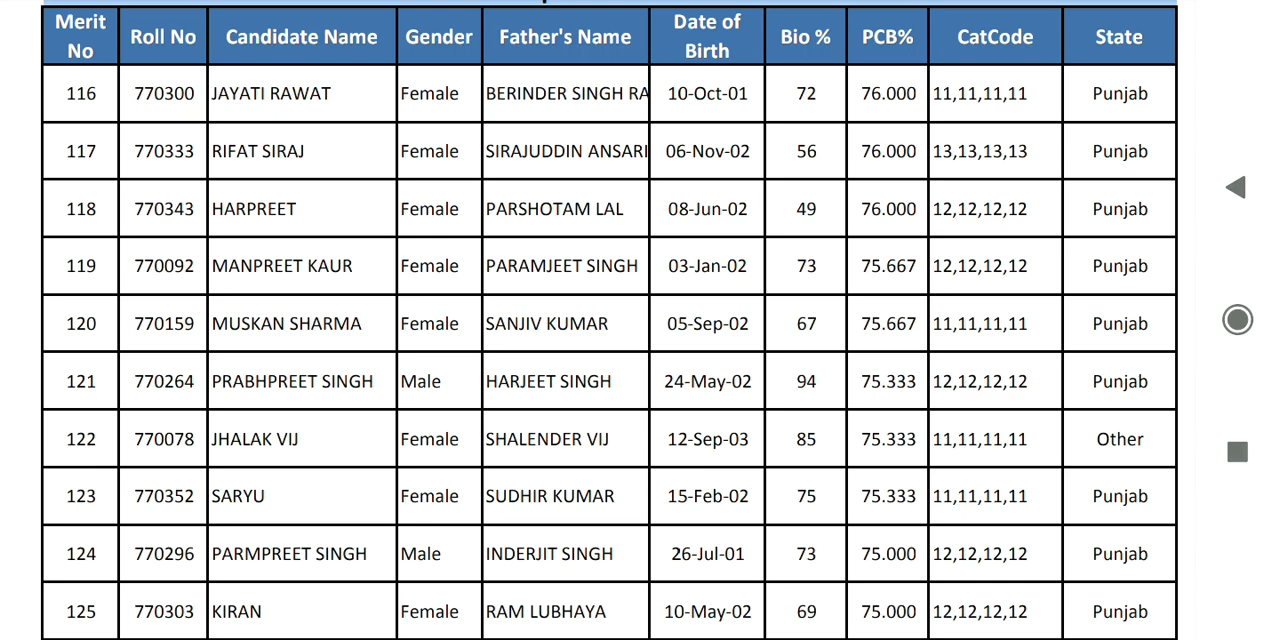 Merit No Roll No Candidate Name Gender Father's Name Date of Birth Bio % PCB% CatCode State
116 770300 JAYATI RAWAT Female BERINDER SINGH RA 10-Oct-01 72 76.000 11,11,11,11 Punjab
117 770333 RIFAT SIRAJ Female SIRAJUDDIN ANSARI 06-Nov-02 56 76.000 13,13,13,13 Punjab
118 770343 HARPREET Female PARSHOTAM LAL 08-Jun-02 49 76.000 12,12,12,12 Punjab
119 770092 MANPREET KAUR Female PARAMJEET SINGH 03-Jan-02 73 75.667 12,12,12,12 Punjab
120 770159 MUSKAN SHARMA Female SANJIV KUMAR 05-Sep-02 67 75.667 11,11,11,11 Punjab
121 770264 PRABHPREET SINGH Male HARJEET SINGH 24-May-02 94 75.333 12,12,12,12 Punjab
122 770078 JHALAK VIJ Female SHALENDER VIJ 12-Sep-03 85 75.333 11,11,11,11 Other
123 770352 SARYU Female SUDHIR KUMAR 15-Feb-02 75 75.333 11,11,11,11 Punjab
124 770296 PARMPREET SINGH Male INDERJIT SINGH 26-Jul-01 73 75.000 12,12,12,12 Punjab
125 770303 KIRAN Female RAM LUBHAYA 10-May-02 69 75.000 12,12,12,12 Punjab